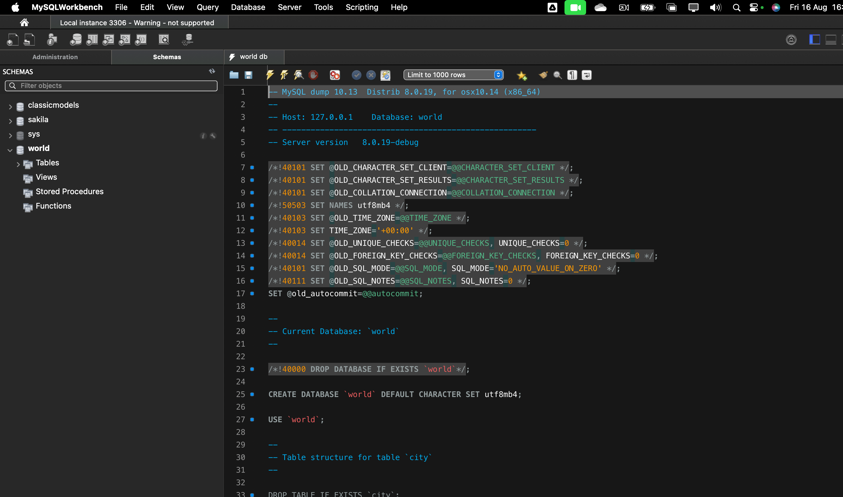 MySQLWorkbench File Edit View Query Database Server Tools Scripting Help Fri 16 Aug 16:
Local instance 3306 - Warning - not supported
Administration Schemas world db
SCHEMAS
Filter objects
Limit to 1000 rows
classicmodels
sakila
sys
world
Tables
Views
Stored Procedures
Functions
1 -- MySQL dump 10.13  Distrib 8.0.19, for osx10.14 (x86_64)
2 --
3 -- Host: 127.0.0.1    Database: world
4 -- ------------------------------------------------------
5 -- Server version   8.0.19-debug
6
7 /*!40101 SET @OLD_CHARACTER_SET_CLIENT=@@CHARACTER_SET_CLIENT */;
8 /*!40101 SET @OLD_CHARACTER_SET_RESULTS=@@CHARACTER_SET_RESULTS */;
9 /*!40101 SET @OLD_COLLATION_CONNECTION=@@COLLATION_CONNECTION */;
10 /*!50503 SET NAMES utf8mb4 */;
11 /*!40103 SET @OLD_TIME_ZONE=@@TIME_ZONE */;
12 /*!40103 SET TIME_ZONE='+00:00' */;
13 /*!40014 SET @OLD_UNIQUE_CHECKS=@@UNIQUE_CHECKS, UNIQUE_CHECKS=0 */;
14 /*!40014 SET @OLD_FOREIGN_KEY_CHECKS=@@FOREIGN_KEY_CHECKS, FOREIGN_KEY_CHECKS=0 */;
15 /*!40101 SET @OLD_SQL_MODE=@@SQL_MODE, SQL_MODE='NO_AUTO_VALUE_ON_ZERO' */;
16 /*!40111 SET @OLD_SQL_NOTES=@@SQL_NOTES, SQL_NOTES=0 */;
17 SET @old_autocommit=@@autocommit;
18
19 --
20 -- Current Database: `world`
21 --
22
23 /*!40000 DROP DATABASE IF EXISTS `world`*/;
24
25 CREATE DATABASE `world` DEFAULT CHARACTER SET utf8mb4;
26
27 USE `world`;
28
29 --
30 -- Table structure for table `city`
31 --
32
33 DROP TABLE IF EXISTS `city`;